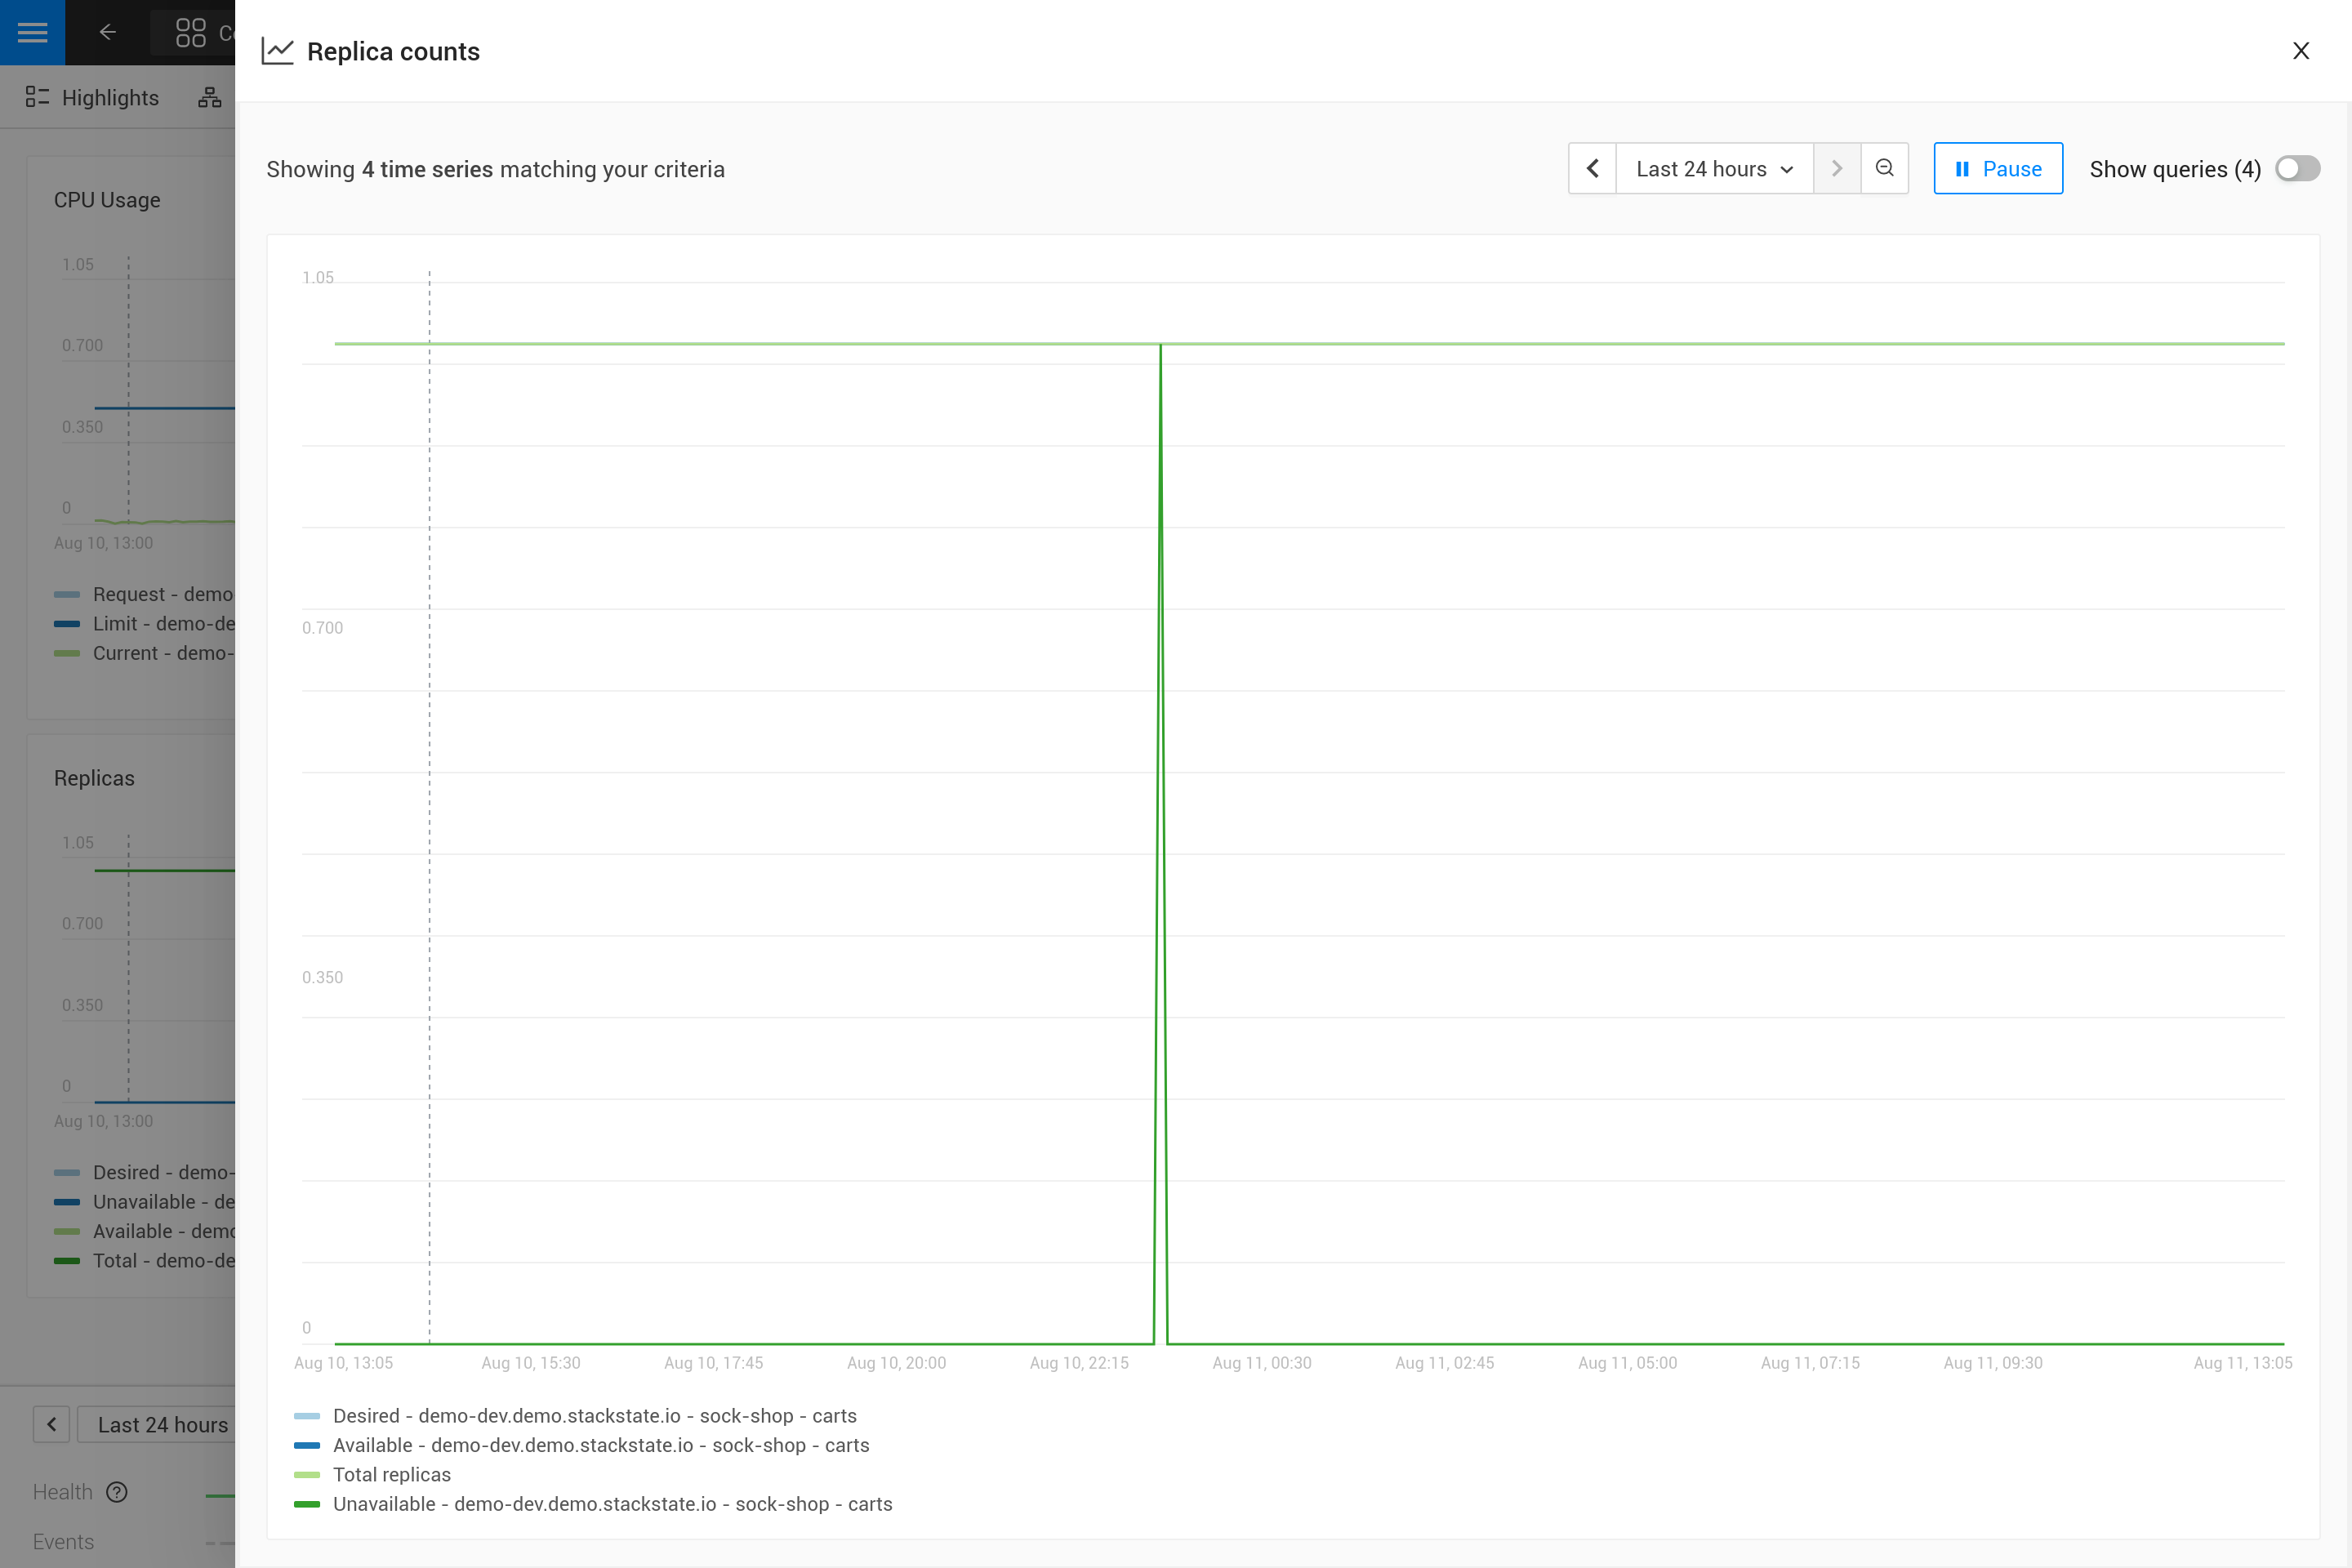 Replica counts
Highlights
Showing 4 time series matching your criteria
Last 24 hours
Pause
Show queries (4)
CPU Usage
1.05
0.700
0.350
0
Aug 10, 13:00
Request - demo
Limit - demo-de
Current - demo-
Replicas
1.05
0.700
0.350
0
Aug 10, 13:00
Desired - demo-
Unavailable - de
Available - demo
Total - demo-de
Last 24 hours
Health
Events
1.05
0.700
0.350
0
Aug 10, 13:05 Aug 10, 15:30 Aug 10, 17:45 Aug 10, 20:00 Aug 10, 22:15 Aug 11, 00:30 Aug 11, 02:45 Aug 11, 05:00 Aug 11, 07:15 Aug 11, 09:30 Aug 11, 13:05
Desired - demo-dev.demo.stackstate.io - sock-shop - carts
Available - demo-dev.demo.stackstate.io - sock-shop - carts
Total replicas
Unavailable - demo-dev.demo.stackstate.io - sock-shop - carts